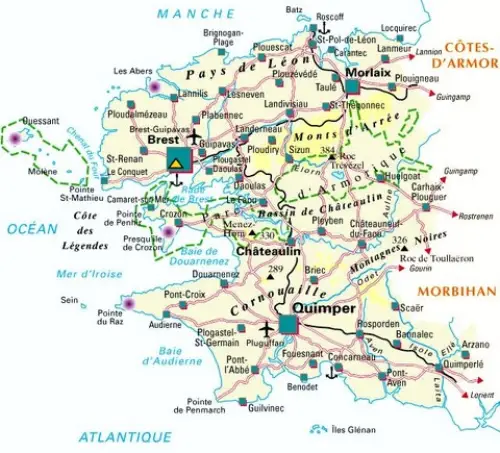 MANCHE
Batz
Roscoff
Brignogan-
Plage
St-Pol-de-Léon
Locquirec
Plouescat
Carantec
Lanmeur
Lannion
CÔTES-
D'ARMOR
Les Abers
Pays de Léon
Plouzévédé
Morlaix
Plouigneau
Lannilis
Lesneven
Taulé
Guingamp
Ploudalmézeau
Plabennec
Landivisiau
St-Thégonnec
Ouessant
Chenal du Four
Brest-Guipavas
Guipavas
Landerneau
Monts d'Arrée
Brest
Ploudiry
Sizun
384
Roc
Trévézel
St-Renan
Plougastel
Daoulas
Elorn
Molène
Le Conquet
Huelgoat
Guingamp
Pointe
St-Mathieu
Rade
de Brest
Daoulas
d'Armorique
Carhaix-
Plouguer
Camaret-sur-Mer
Le Faou
Parc
Bassin de Châteaulin
Aulne
Rostrenen
OCÉAN
Côte
des
Légendes
Pointe
de Penhir
Crozon
Menez-
Hom
330
Pleyben
Châteauneuf-
du-Faou
Presqu'île
de Crozon
Châteaulin
326
Montagnes Noires
Roc de Toullaëron
Baie de
Douarnenez
289
Briec
Odet
Gourin
Mer d'Iroise
Douarnenez
MORBIHAN
Sein
Pont-Croix
Cornouaille
Quimper
Scaër
Pointe
du Raz
Audierne
Plogastel-
St-Germain
Pluguffan
Rosporden
Bannalec
Arzano
Baie
d'Audierne
Pont-
l'Abbé
Fouesnant
Concarneau
Aven
Isole
Ellé
Quimperlé
Benodet
Pont-
Aven
Laïta
Lorient
Pointe
de Penmarch
Guilvinec
ATLANTIQUE
Îles Glénan